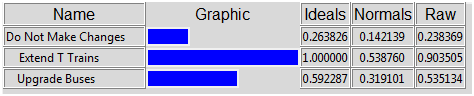 Name Graphic Ideals Normals Raw
Do Not Make Changes 0.263826 0.142139 0.238369
Extend T Trains 1.000000 0.538760 0.903505
Upgrade Buses 0.592287 0.319101 0.535134